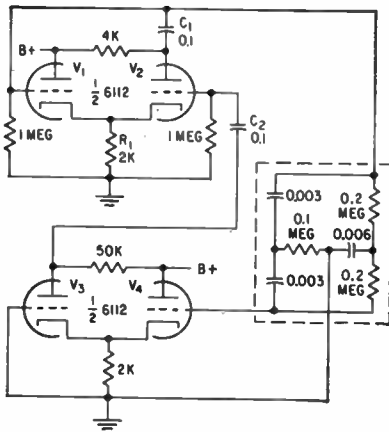 C1
0.1
4K
B+
V1
V2
1/2 6112
C2
0.1
1 MEG
R1
2K
1 MEG
0.003
0.2
MEG
0.1
MEG
0.006
0.003
0.2
MEG
50K
B+
V3
V4
1/2 6112
2K